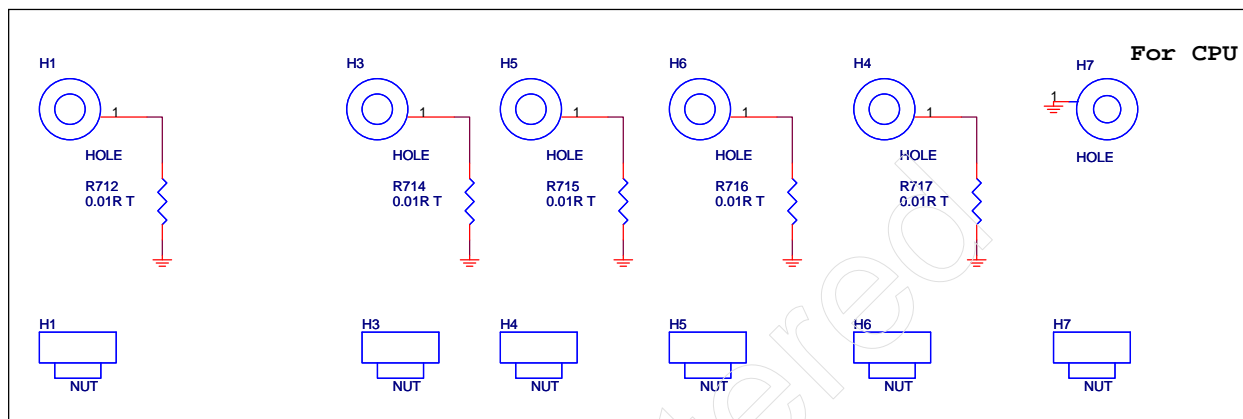 For CPU
H1
H3
H5
H6
H4
H7
1
1
1
1
1
1
HOLE
HOLE
HOLE
HOLE
HOLE
HOLE
R712
0.01R T
R714
0.01R T
R715
0.01R T
R716
0.01R T
R717
0.01R T
H1
H3
H4
H5
H6
H7
NUT
NUT
NUT
NUT
NUT
NUT
tered